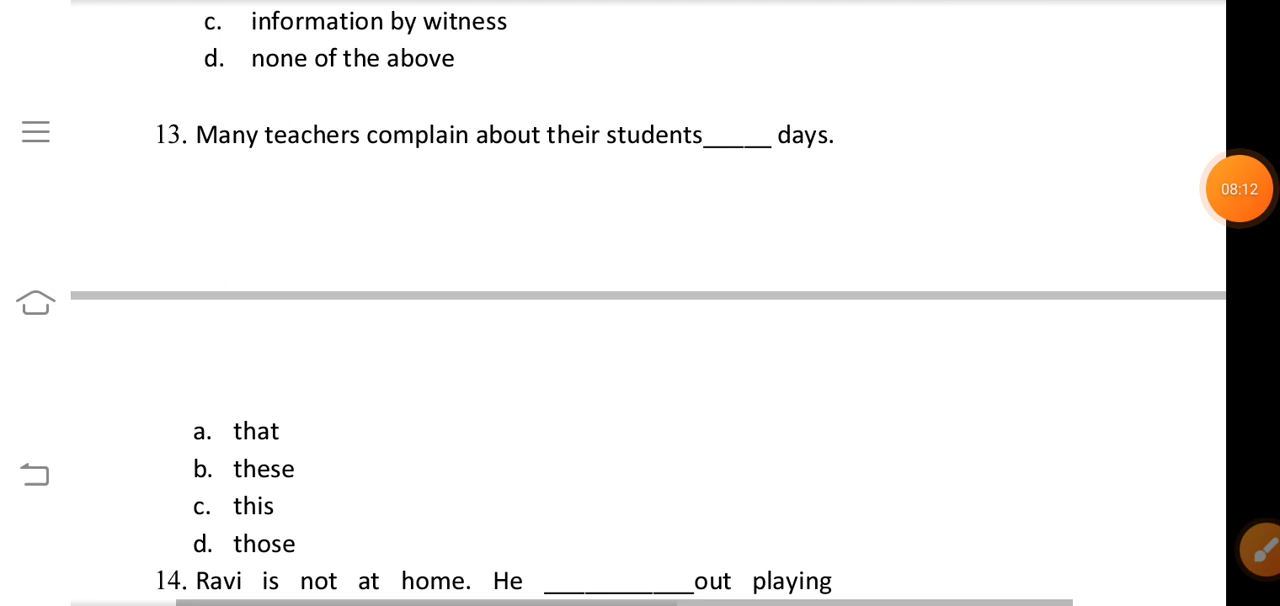 c. information by witness
d. none of the above
13. Many teachers complain about their students_____ days.
08:12
a. that
b. these
c. this
d. those
14. Ravi is not at home. He __________out playing